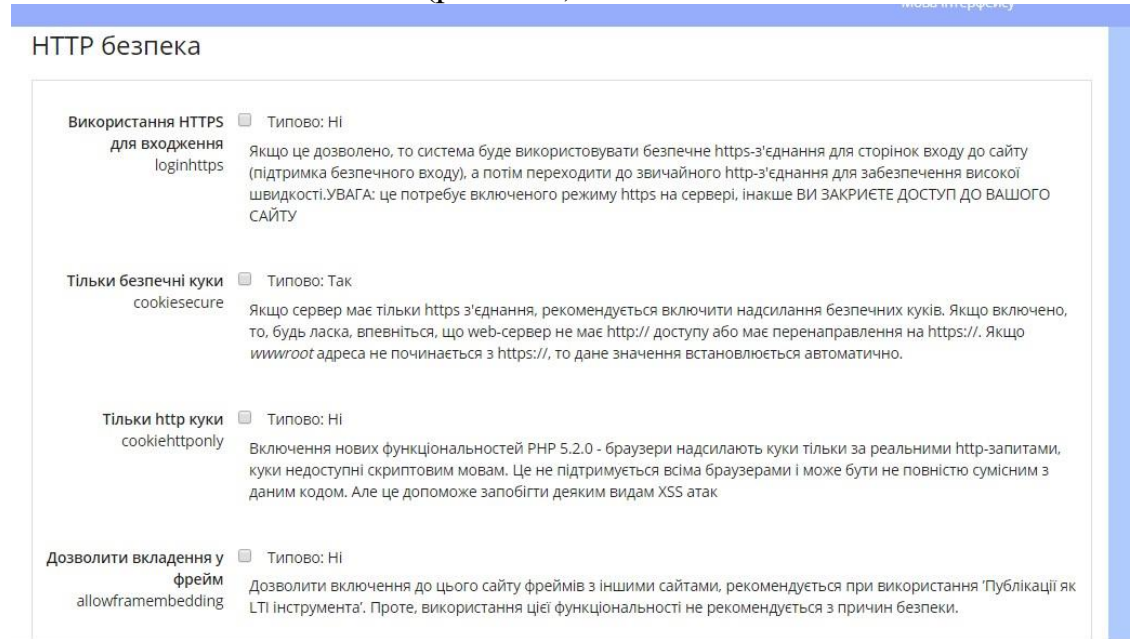 Мова інтерфейсу
HTTP безпека
Використання HTTPS для входження
loginhttps
Типово: Ні
Якщо це дозволено, то система буде використовувати безпечне https-з'єднання для сторінок входу до сайту
(підтримка безпечного входу), а потім переходити до звичайного http-з'єднання для забезпечення високої
швидкості.УВАГА: це потребує включеного режиму https на сервері, інакше ВИ ЗАКРИЄТЕ ДОСТУП ДО ВАШОГО
САЙТУ
Тільки безпечні куки
cookiesecure
Типово: Так
Якщо сервер має тільки https з'єднання, рекомендується включити надсилання безпечних куків. Якщо включено,
то, будь ласка, впевніться, що web-сервер не має http:// доступу або має перенаправлення на https://. Якщо
wwwroot адреса не починається з https://, то дане значення встановлюється автоматично.
Тільки http куки
cookiehttponly
Типово: Ні
Включення нових функціональностей PHP 5.2.0 - браузери надсилають куки тільки за реальними http-запитами,
куки недоступні скриптовим мовам. Це не підтримується всіма браузерами і може бути не повністю сумісним з
даним кодом. Але це допоможе запобігти деяким видам XSS атак
Дозволити вкладення у
фрейм
allowframembedding
Типово: Ні
Дозволити включення до цього сайту фреймів з іншими сайтами, рекомендується при використання 'Публікації як
LTI інструмента'. Проте, використання цієї функціональності не рекомендується з причин безпеки.